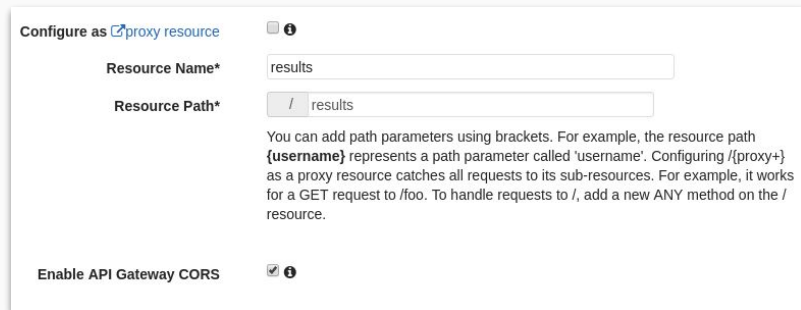 Configure as proxy resource
Resource Name*
results
Resource Path*
/ results
You can add path parameters using brackets. For example, the resource path
{username} represents a path parameter called 'username'. Configuring /{proxy+}
as a proxy resource catches all requests to its sub-resources. For example, it works
for a GET request to /foo. To handle requests to /, add a new ANY method on the /
resource.
Enable API Gateway CORS